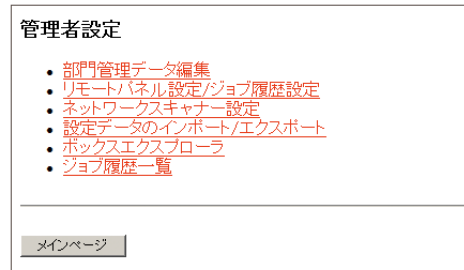 管理者設定
部門管理データ編集
リモートパネル設定/ジョブ履歴設定
ネットワークスキャナー設定
設定データのインポート/エクスポート
ボックスエクスプローラ
ジョブ履歴一覧
メインページ